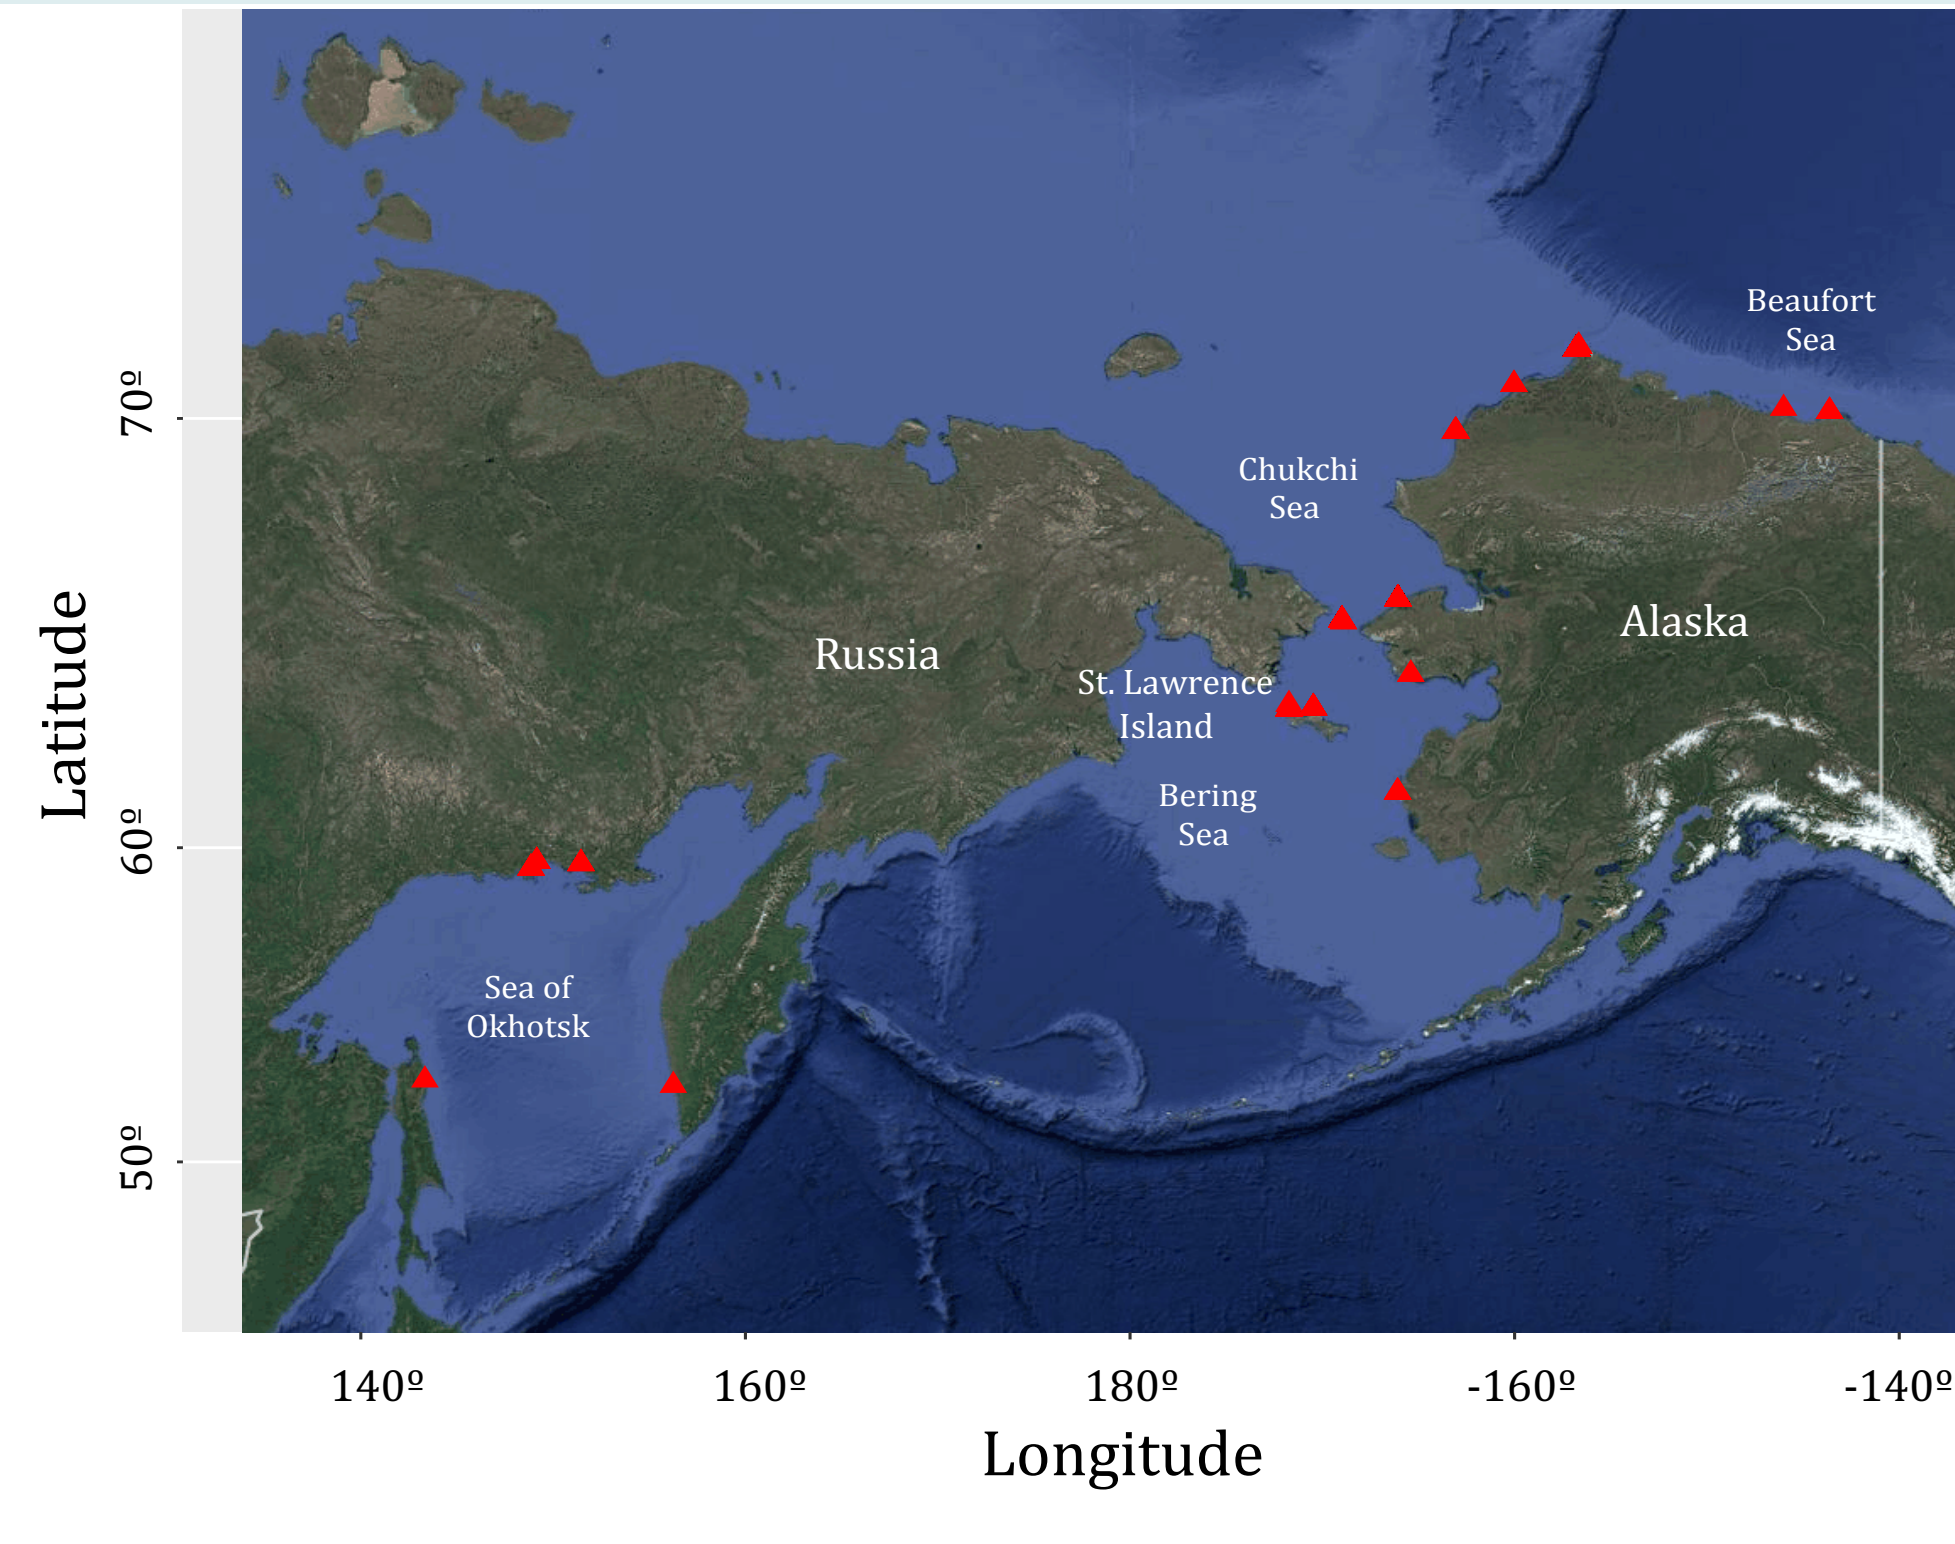 Beaufort
Sea
70º
Chukchi
Sea
Alaska
Russia
St. Lawrence
Island
Latitude
Bering
Sea
60º
Sea of
Okhotsk
50º
140º
160º
180º
-160º
-140º
Longitude